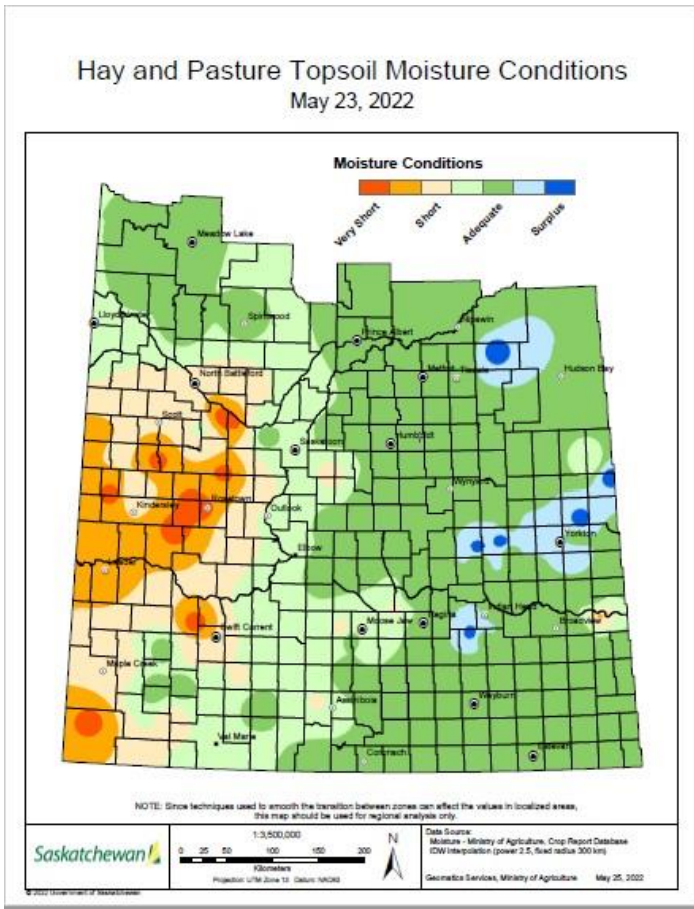 Hay and Pasture Topsoil Moisture Conditions
May 23, 2022
Moisture Conditions
Very Short
Short
Adequate
Surplus
Meadow Lake
Spiritwood
Prince Albert
Nipawin
Melfort
Tisdale
Hudson Bay
North Battleford
Scott
Saskatoon
Humboldt
Wynyard
Kindersley
Rosetown
Outlook
Elbow
Yorkton
Leader
Swift Current
Moose Jaw
Regina
Indian Head
Broadview
Maple Creek
Assiniboia
Weyburn
Val Marie
Coronach
Estevan
NOTE: Since techniques used to smooth the transition between zones can affect the values in localized areas,
this map should be used for regional analysis only.
Saskatchewan
1:3,500,000
0 25 50 100 150 200
Kilometers
Projection: UTM Zone 13 Datum: NAD83
N
Data Source:
Moisture - Ministry of Agriculture, Crop Report Database
IDW Interpolation (power 2.5, fixed radius 300 km)
Geomatics Services, Ministry of Agriculture May 25, 2022
© 2022 Government of Saskatchewan